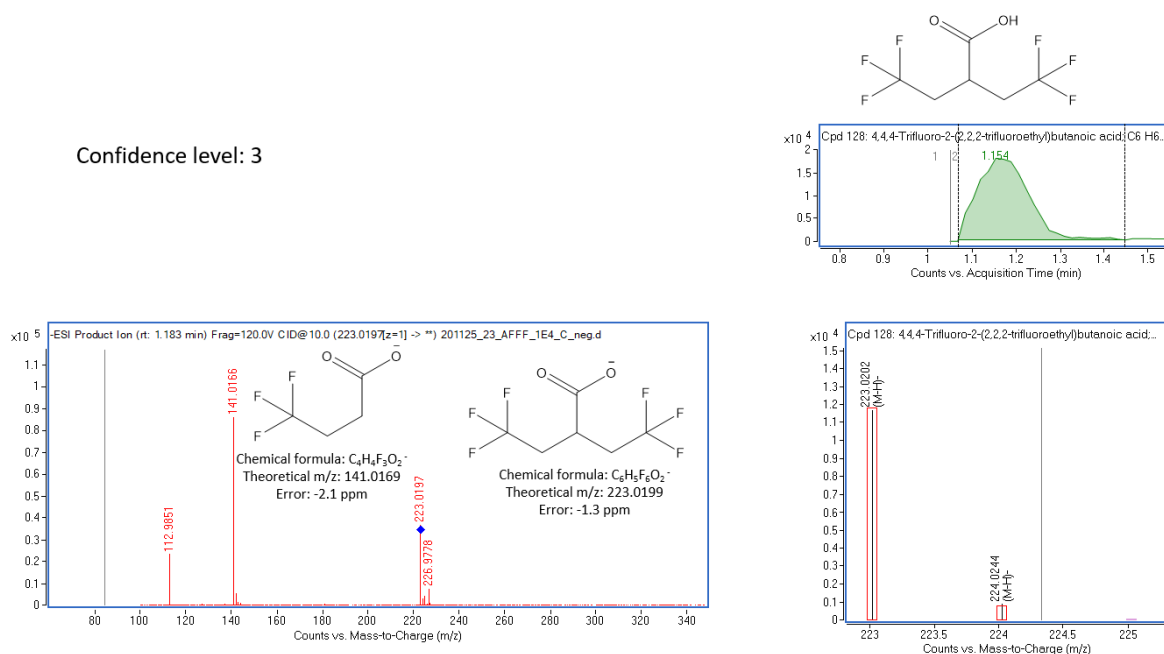 O
OH
F
F
F
F
F
F
Confidence level: 3
x10 4
Cpd 128: 4,4,4-Trifluoro-2-(2,2,2-trifluoroethyl)butanoic acid; C6 H6...
2
1.5
1
0.5
0
1
2
1.154
0.8 0.9 1 1.1 1.2 1.3 1.4 1.5
Counts vs. Acquisition Time (min)
x10 5
-ESI Product Ion (rt: 1.183 min) Frag=120.0V CID@10.0 (223.0197[z=1] -> **) 201125_23_AFFF_1E4_C_neg.d
1.1
1
0.9
0.8
0.7
0.6
0.5
0.4
0.3
0.2
0.1
0
112.9851
141.0166
223.0197
226.9778
O
O
-
F
F
F
Chemical formula: C₄H₄F₃O₂⁻
Theoretical m/z: 141.0169
Error: -2.1 ppm
O
O
-
F
F
F
F
F
F
Chemical formula: C₆H₅F₆O₂⁻
Theoretical m/z: 223.0199
Error: -1.3 ppm
80 100 120 140 160 180 200 220 240 260 280 300 320 340
Counts vs. Mass-to-Charge (m/z)
x10 4
Cpd 128: 4,4,4-Trifluoro-2-(2,2,2-trifluoroethyl)butanoic acid;...
1.5
1.4
1.3
1.2
1.1
1
0.9
0.8
0.7
0.6
0.5
0.4
0.3
0.2
0.1
0
223.0202
(M-H)-
224.0244
(M-H)-
223 223.5 224 224.5 225
Counts vs. Mass-to-Charge (m/z)